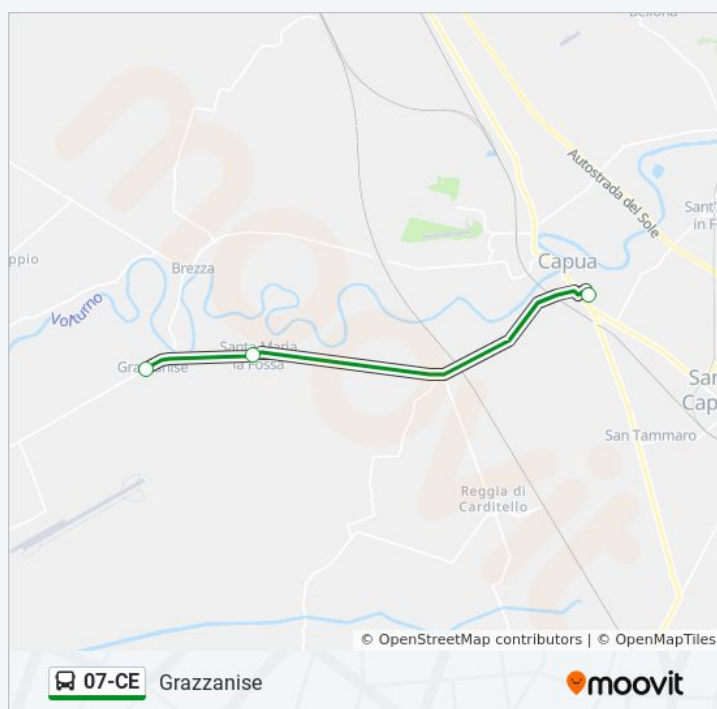 Bellona
Autostrada del Sole
Sant'
in F
ppio
Brezza
Capua
Volturno
Santa Maria
la Fossa
Grazzanise
San
Cap
San Tammaro
Reggia di
Carditello
moovit
© OpenStreetMap contributors | © OpenMapTiles
07-CE Grazzanise
moovit